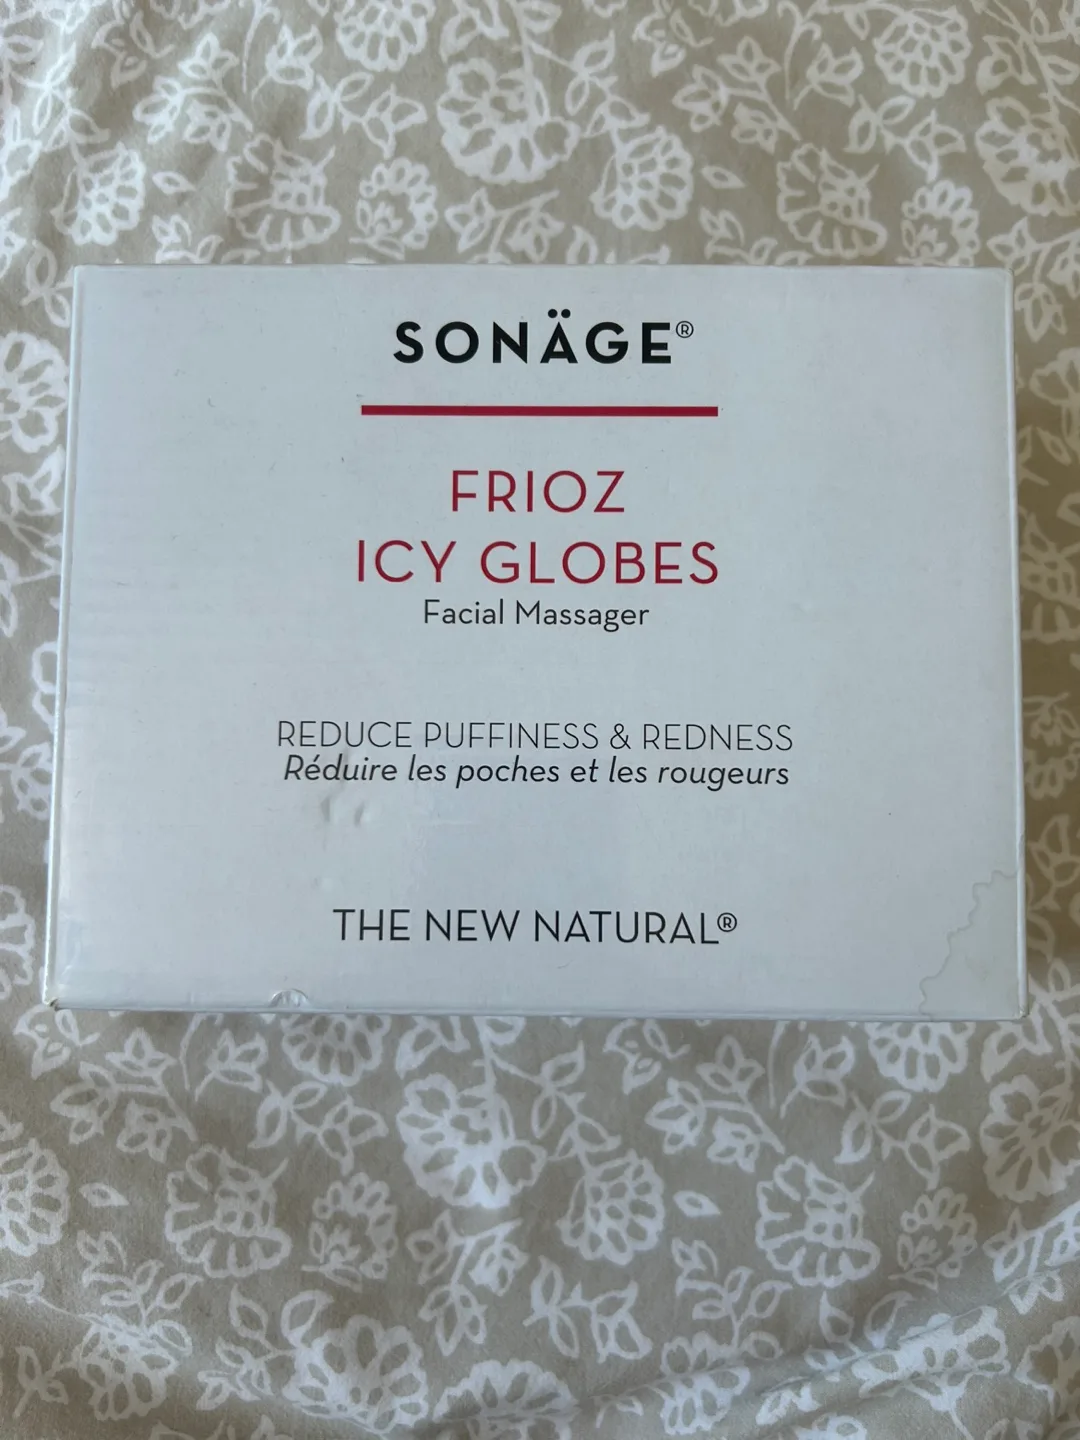 SONÄGE®
FRIOZ
ICY GLOBES
Facial Massager
REDUCE PUFFINESS & REDNESS
Réduire les poches et les rougeurs
THE NEW NATURAL®